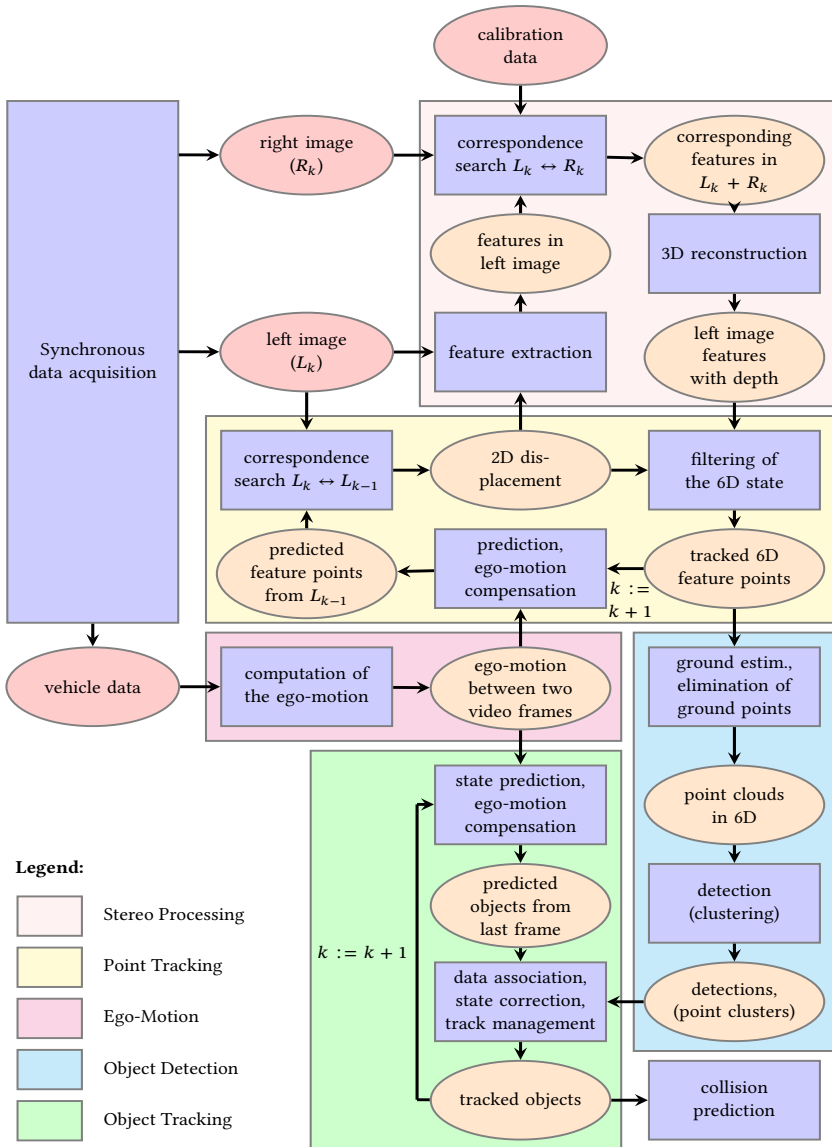 calibration
data
right image
(R_k)
correspondence
search L_k ↔ R_k
corresponding
features in
L_k + R_k
features in
left image
3D reconstruction
Synchronous
data acquisition
left image
(L_k)
feature extraction
left image
features
with depth
correspondence
search L_k ↔ L_{k−1}
2D dis-
placement
filtering of
the 6D state
predicted
feature points
from L_{k−1}
prediction,
ego-motion
compensation
k :=
k + 1
tracked 6D
feature points
vehicle data
computation of
the ego-motion
ego-motion
between two
video frames
ground estim.,
elimination of
ground points
state prediction,
ego-motion
compensation
point clouds
in 6D
predicted
objects from
last frame
detection
(clustering)
k := k + 1
data association,
state correction,
track management
detections,
(point clusters)
tracked objects
collision
prediction
Legend:
Stereo Processing
Point Tracking
Ego-Motion
Object Detection
Object Tracking